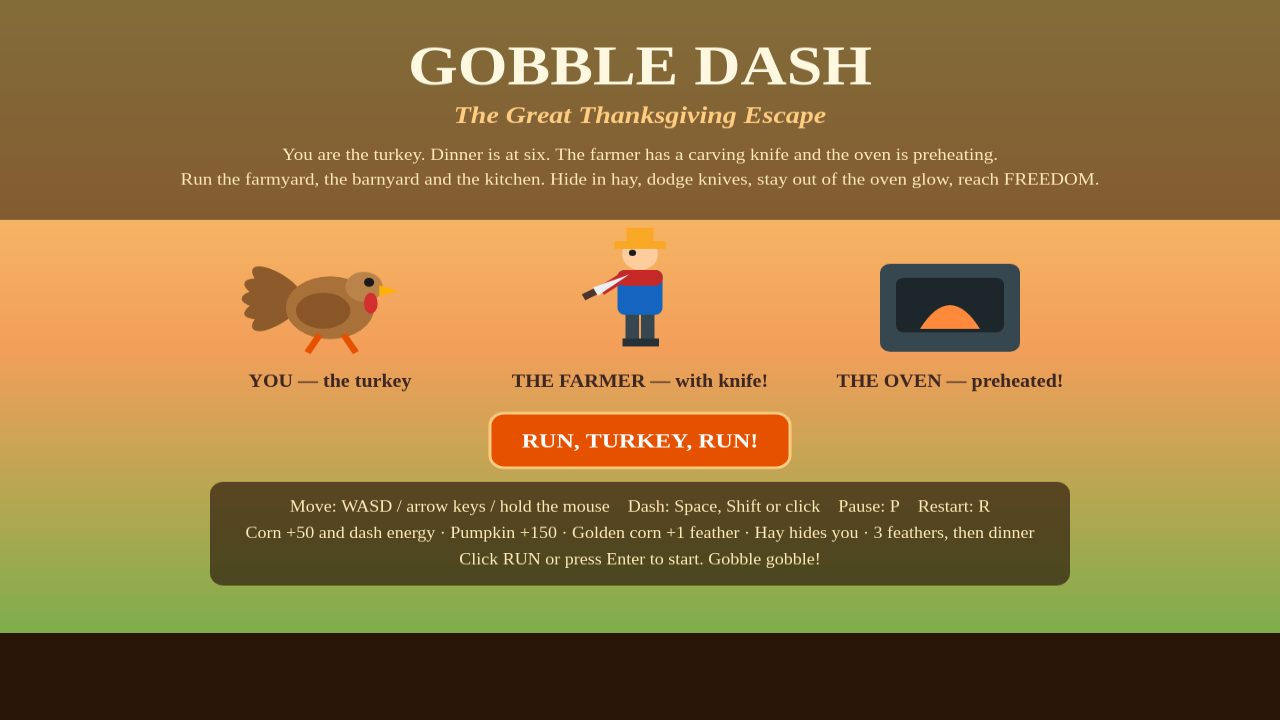 GOBBLE DASH
The Great Thanksgiving Escape
You are the turkey. Dinner is at six. The farmer has a carving knife and the oven is preheating.
Run the farmyard, the barnyard and the kitchen. Hide in hay, dodge knives, stay out of the oven glow, reach FREEDOM.
YOU — the turkey
THE FARMER — with knife!
THE OVEN — preheated!
RUN, TURKEY, RUN!
Move: WASD / arrow keys / hold the mouse    Dash: Space, Shift or click    Pause: P    Restart: R
Corn +50 and dash energy · Pumpkin +150 · Golden corn +1 feather · Hay hides you · 3 feathers, then dinner
Click RUN or press Enter to start. Gobble gobble!